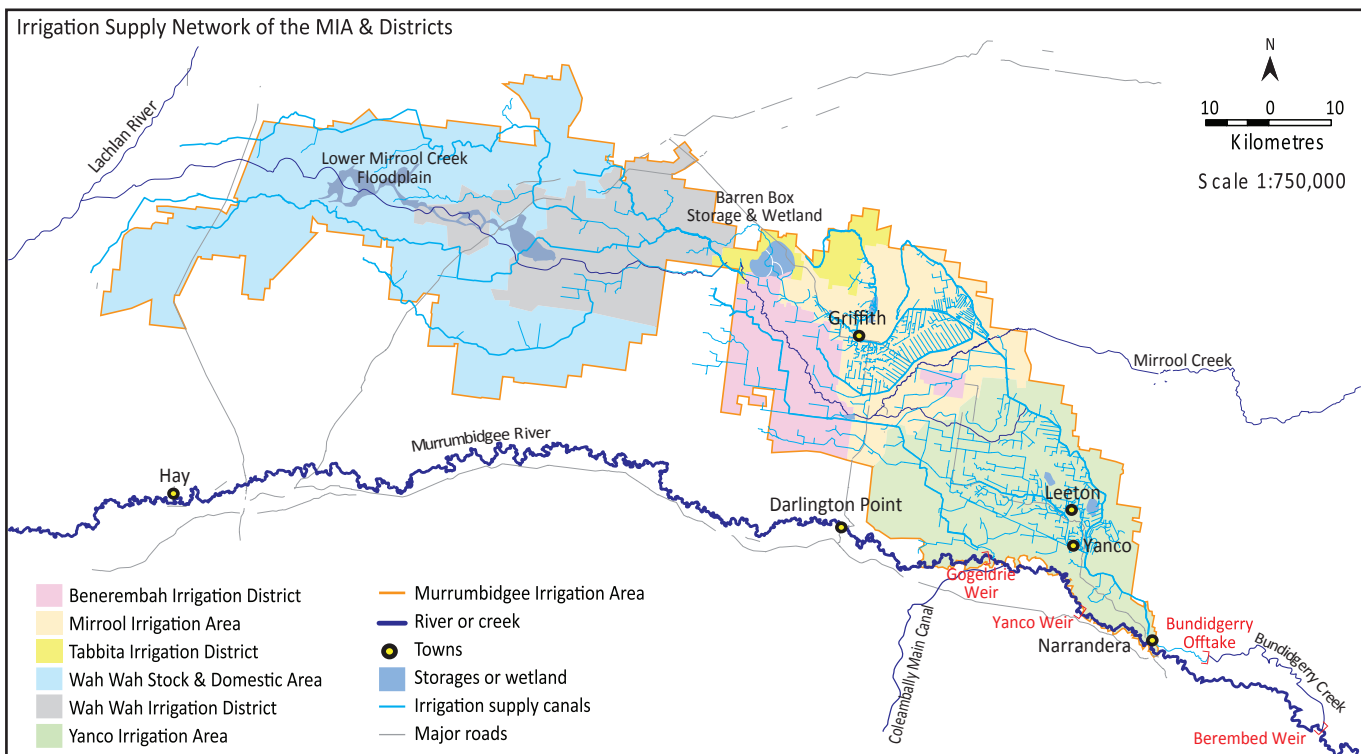 Irrigation Supply Network of the MIA & Districts
N
10 0 10
Kilometres
Scale 1:750,000
Lachlan River
Lower Mirrool Creek
Floodplain
Barren Box
Storage & Wetland
Griffith
Mirrool Creek
Murrumbidgee River
Hay
Darlington Point
Leeton
Yanco
Gogeldrie
Weir
Yanco Weir
Narrandera
Bundidgerry
Offtake
Bundidgerry Creek
Coleambally Main Canal
Berembed Weir
Benerembah Irrigation District
Mirrool Irrigation Area
Tabbita Irrigation District
Wah Wah Stock & Domestic Area
Wah Wah Irrigation District
Yanco Irrigation Area
Murrumbidgee Irrigation Area
River or creek
Towns
Storages or wetland
Irrigation supply canals
Major roads